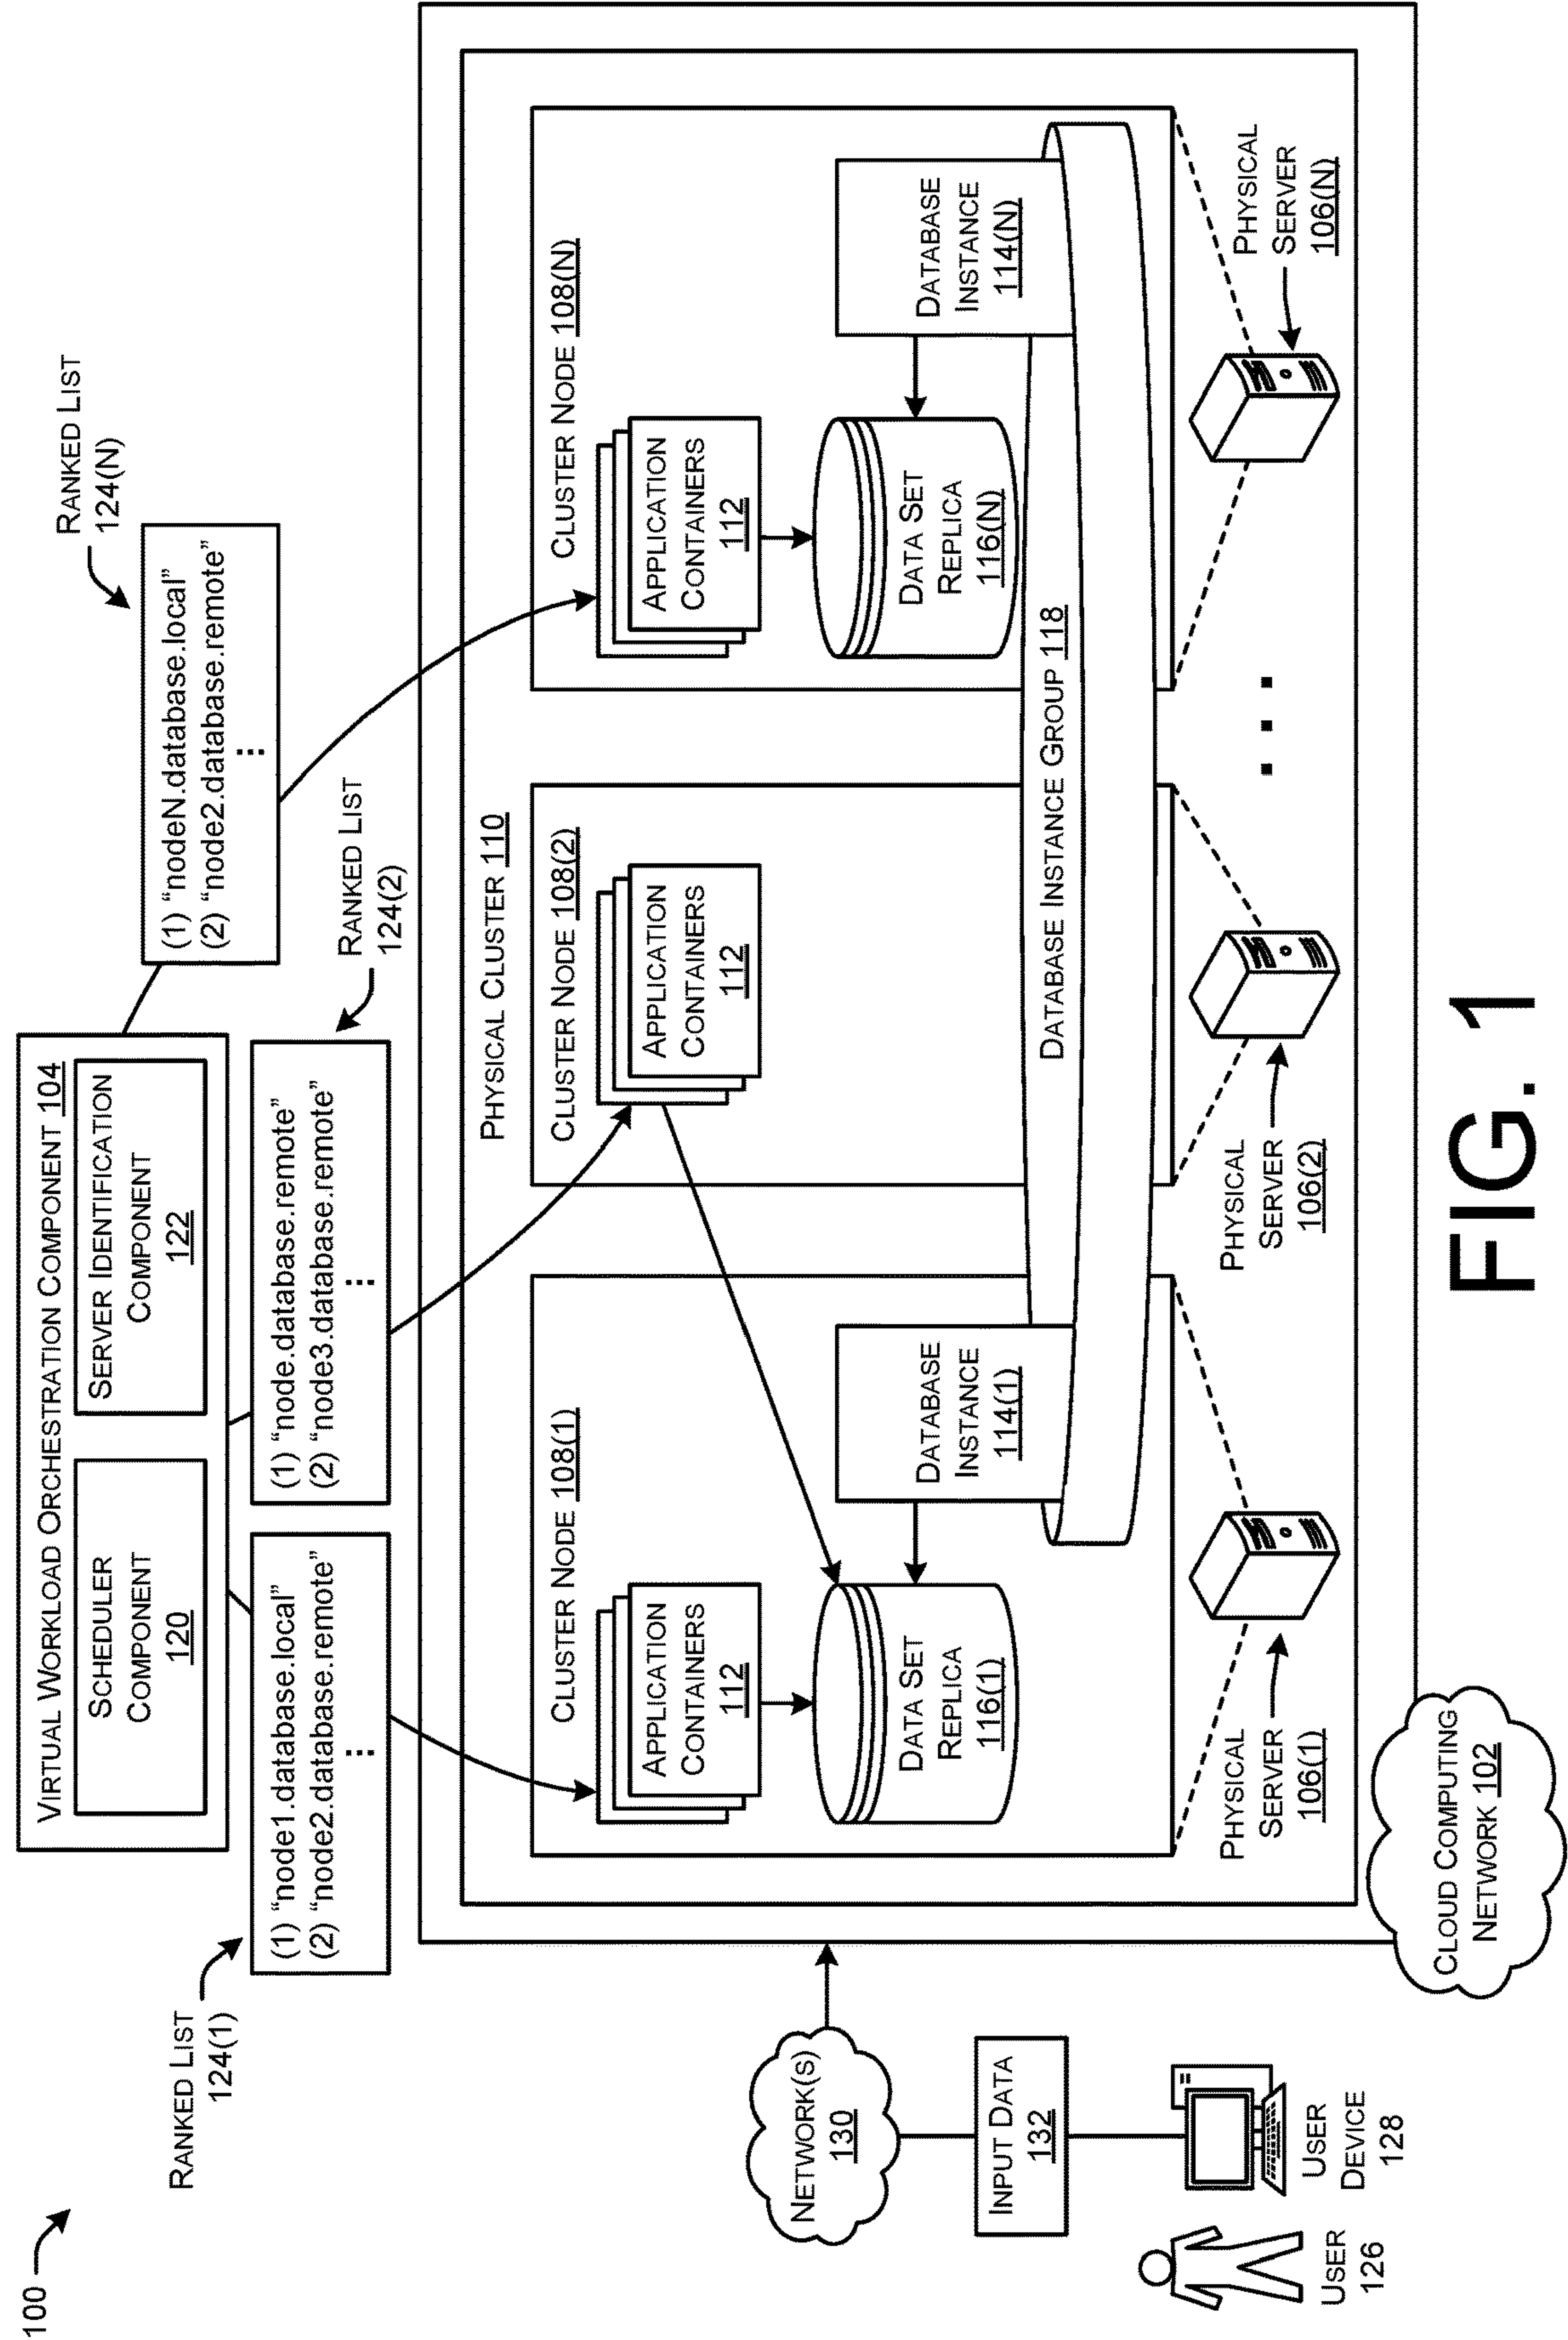 100
VIRTUAL WORKLOAD ORCHESTRATION COMPONENT 104
SCHEDULER
COMPONENT
120
SERVER IDENTIFICATION
COMPONENT
122
RANKED LIST
124(1)
(1) “node1.database.local”
(2) “node2.database.remote”
⋮
RANKED LIST
124(2)
(1) “node.database.remote”
(2) “node3.database.remote”
⋮
RANKED LIST
124(N)
(1) “nodeN.database.local”
(2) “node2.database.remote”
⋮
PHYSICAL CLUSTER 110
CLUSTER NODE 108(1)
APPLICATION
CONTAINERS
112
DATA SET
REPLICA
116(1)
DATABASE
INSTANCE
114(1)
CLUSTER NODE 108(2)
APPLICATION
CONTAINERS
112
CLUSTER NODE 108(N)
APPLICATION
CONTAINERS
112
DATA SET
REPLICA
116(N)
DATABASE
INSTANCE
114(N)
DATABASE INSTANCE GROUP 118
PHYSICAL
SERVER
106(1)
PHYSICAL
SERVER
106(2)
. . .
PHYSICAL
SERVER
106(N)
NETWORK(S)
130
INPUT DATA
132
USER
126
USER
DEVICE
128
CLOUD COMPUTING
NETWORK 102
FIG. 1